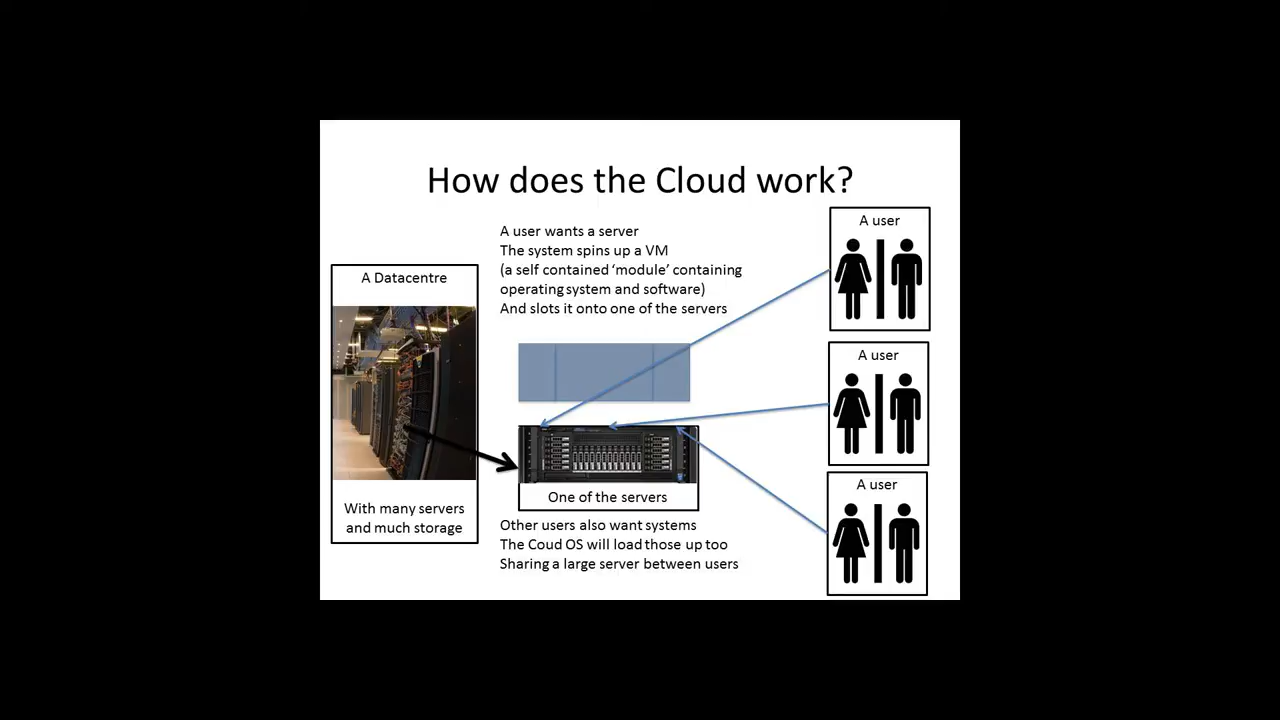 How does the Cloud work?
A user wants a server
The system spins up a VM
(a self contained ‘module’ containing
operating system and software)
And slots it onto one of the servers
A Datacentre
With many servers
and much storage
One of the servers
Other users also want systems
The Coud OS will load those up too
Sharing a large server between users
A user
A user
A user